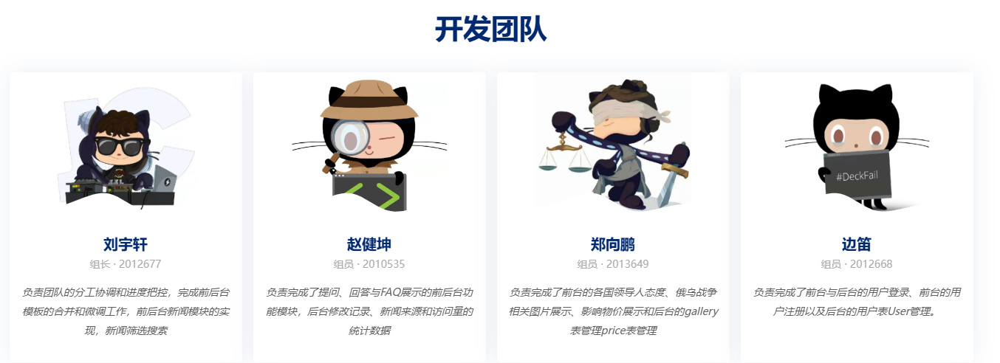 开发团队
#DeckFail
刘宇轩
组长 · 2012677
负责团队的分工协调和进度把控，完成前后台
模板的合并和微调工作，前后台新闻模块的实
现，新闻筛选搜索
赵健坤
组员 · 2010535
负责完成了提问、回答与FAQ展示的前后台功
能模块，后台修改记录、新闻来源和访问量的
统计数据
郑向鹏
组员 · 2013649
负责完成了前台的各国领导人态度、俄乌战争
相关图片展示、影响物价展示和后台的gallery
表管理price表管理
边笛
组员 · 2012668
负责完成了前台与后台的用户登录、前台的用
户注册以及后台的用户表User管理。